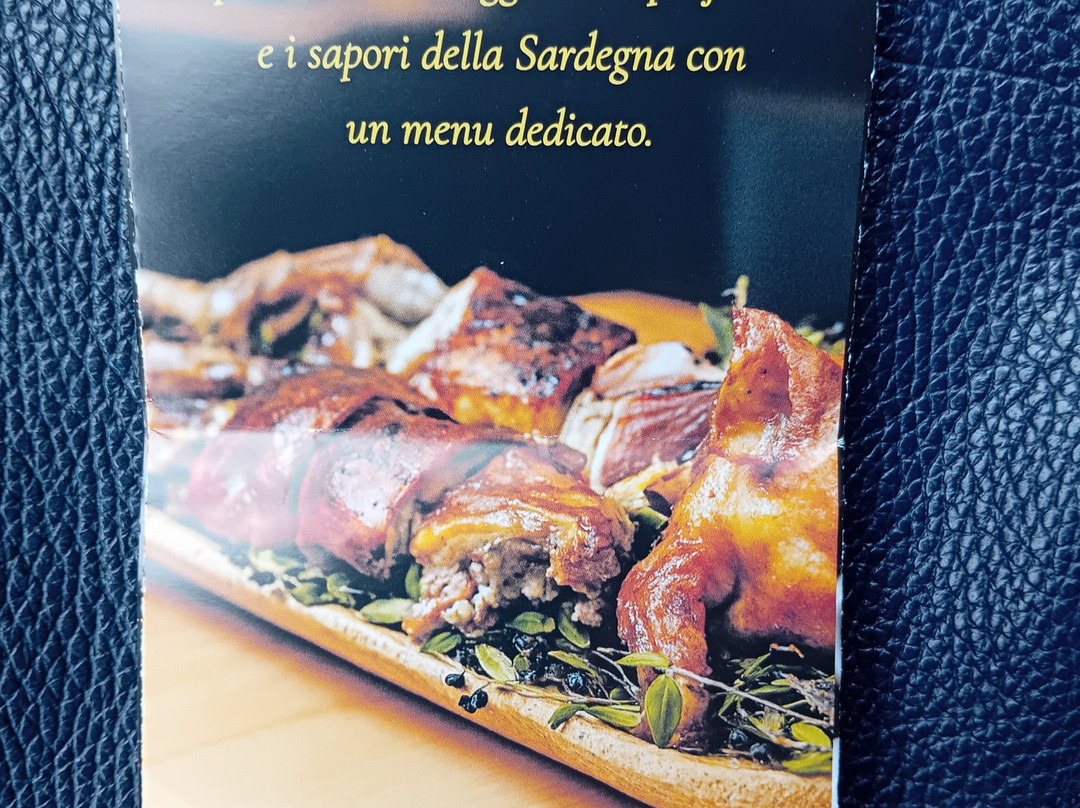 e i sapori della Sardegna con
un menu dedicato.